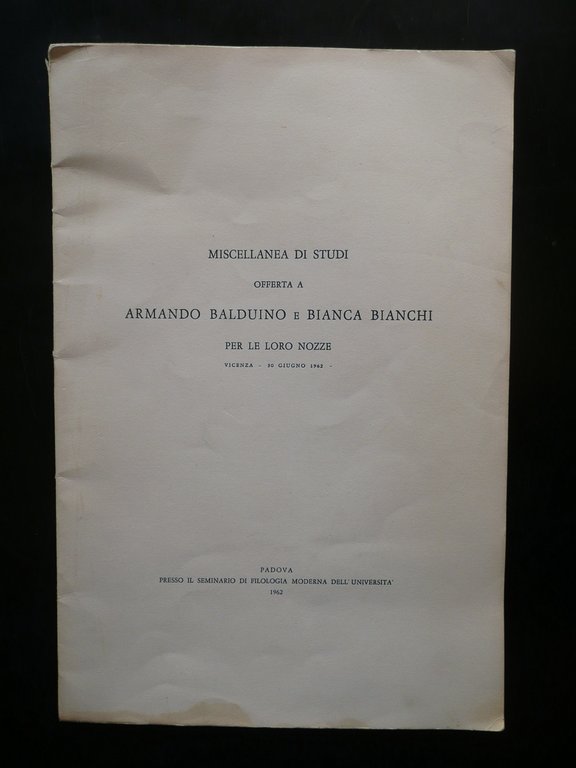 MISCELLANEA DI STUDI
OFFERTA A
ARMANDO BALDUINO E BIANCA BIANCHI
PER LE LORO NOZZE
VICENZA - 30 GIUGNO 1962 -
PADOVA
PRESSO IL SEMINARIO DI FILOLOGIA MODERNA DELL'UNIVERSITA'
1962